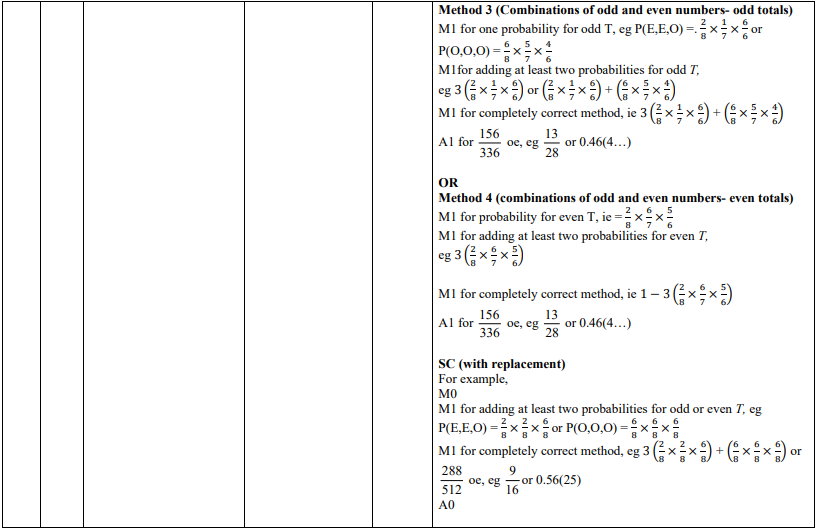 Method 3 (Combinations of odd and even numbers- odd totals)
M1 for one probability for odd T, eg P(E,E,O) =. 2/8 × 1/7 × 6/6 or
P(O,O,O) = 6/8 × 5/7 × 4/6
M1for adding at least two probabilities for odd T,
eg 3 (2/8 × 1/7 × 6/6) or (2/8 × 1/7 × 6/6) + (6/8 × 5/7 × 4/6)
M1 for completely correct method, ie 3 (2/8 × 1/7 × 6/6) + (6/8 × 5/7 × 4/6)
A1 for 156/336 oe, eg 13/28 or 0.46(4…)
OR
Method 4 (combinations of odd and even numbers- even totals)
M1 for probability for even T, ie = 2/8 × 6/7 × 5/6
M1 for adding at least two probabilities for even T,
eg 3 (2/8 × 6/7 × 5/6)
M1 for completely correct method, ie 1 − 3 (2/8 × 6/7 × 5/6)
A1 for 156/336 oe, eg 13/28 or 0.46(4…)
SC (with replacement)
For example,
M0
M1 for adding at least two probabilities for odd or even T, eg
P(E,E,O) = 2/8 × 2/8 × 6/8 or P(O,O,O) = 6/8 × 6/8 × 6/8
M1 for completely correct method, eg 3 (2/8 × 2/8 × 6/8) + (6/8 × 6/8 × 6/8) or
288/512 oe, eg 9/16 or 0.56(25)
A0